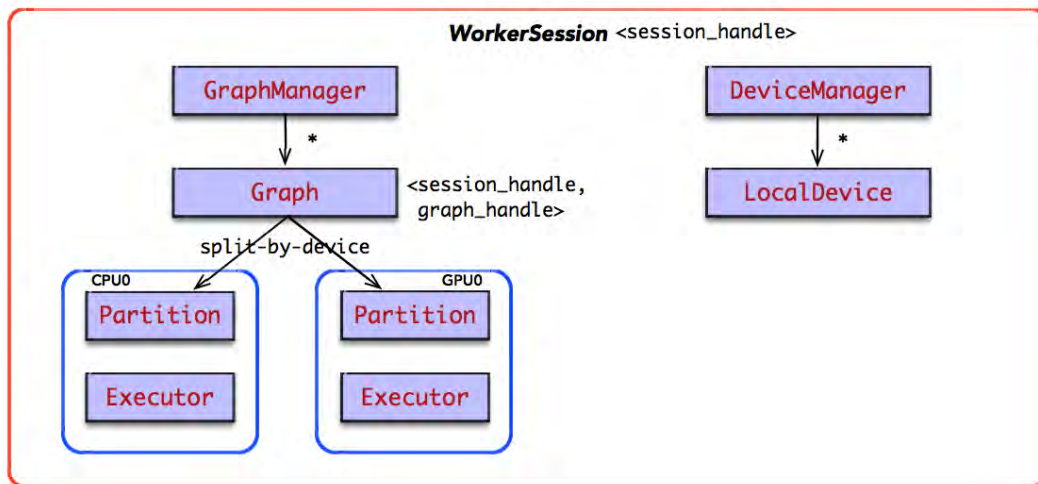 WorkerSession <session_handle>
GraphManager
DeviceManager
*
*
Graph
<session_handle,
graph_handle>
LocalDevice
split-by-device
CPU0
GPU0
Partition
Partition
Executor
Executor